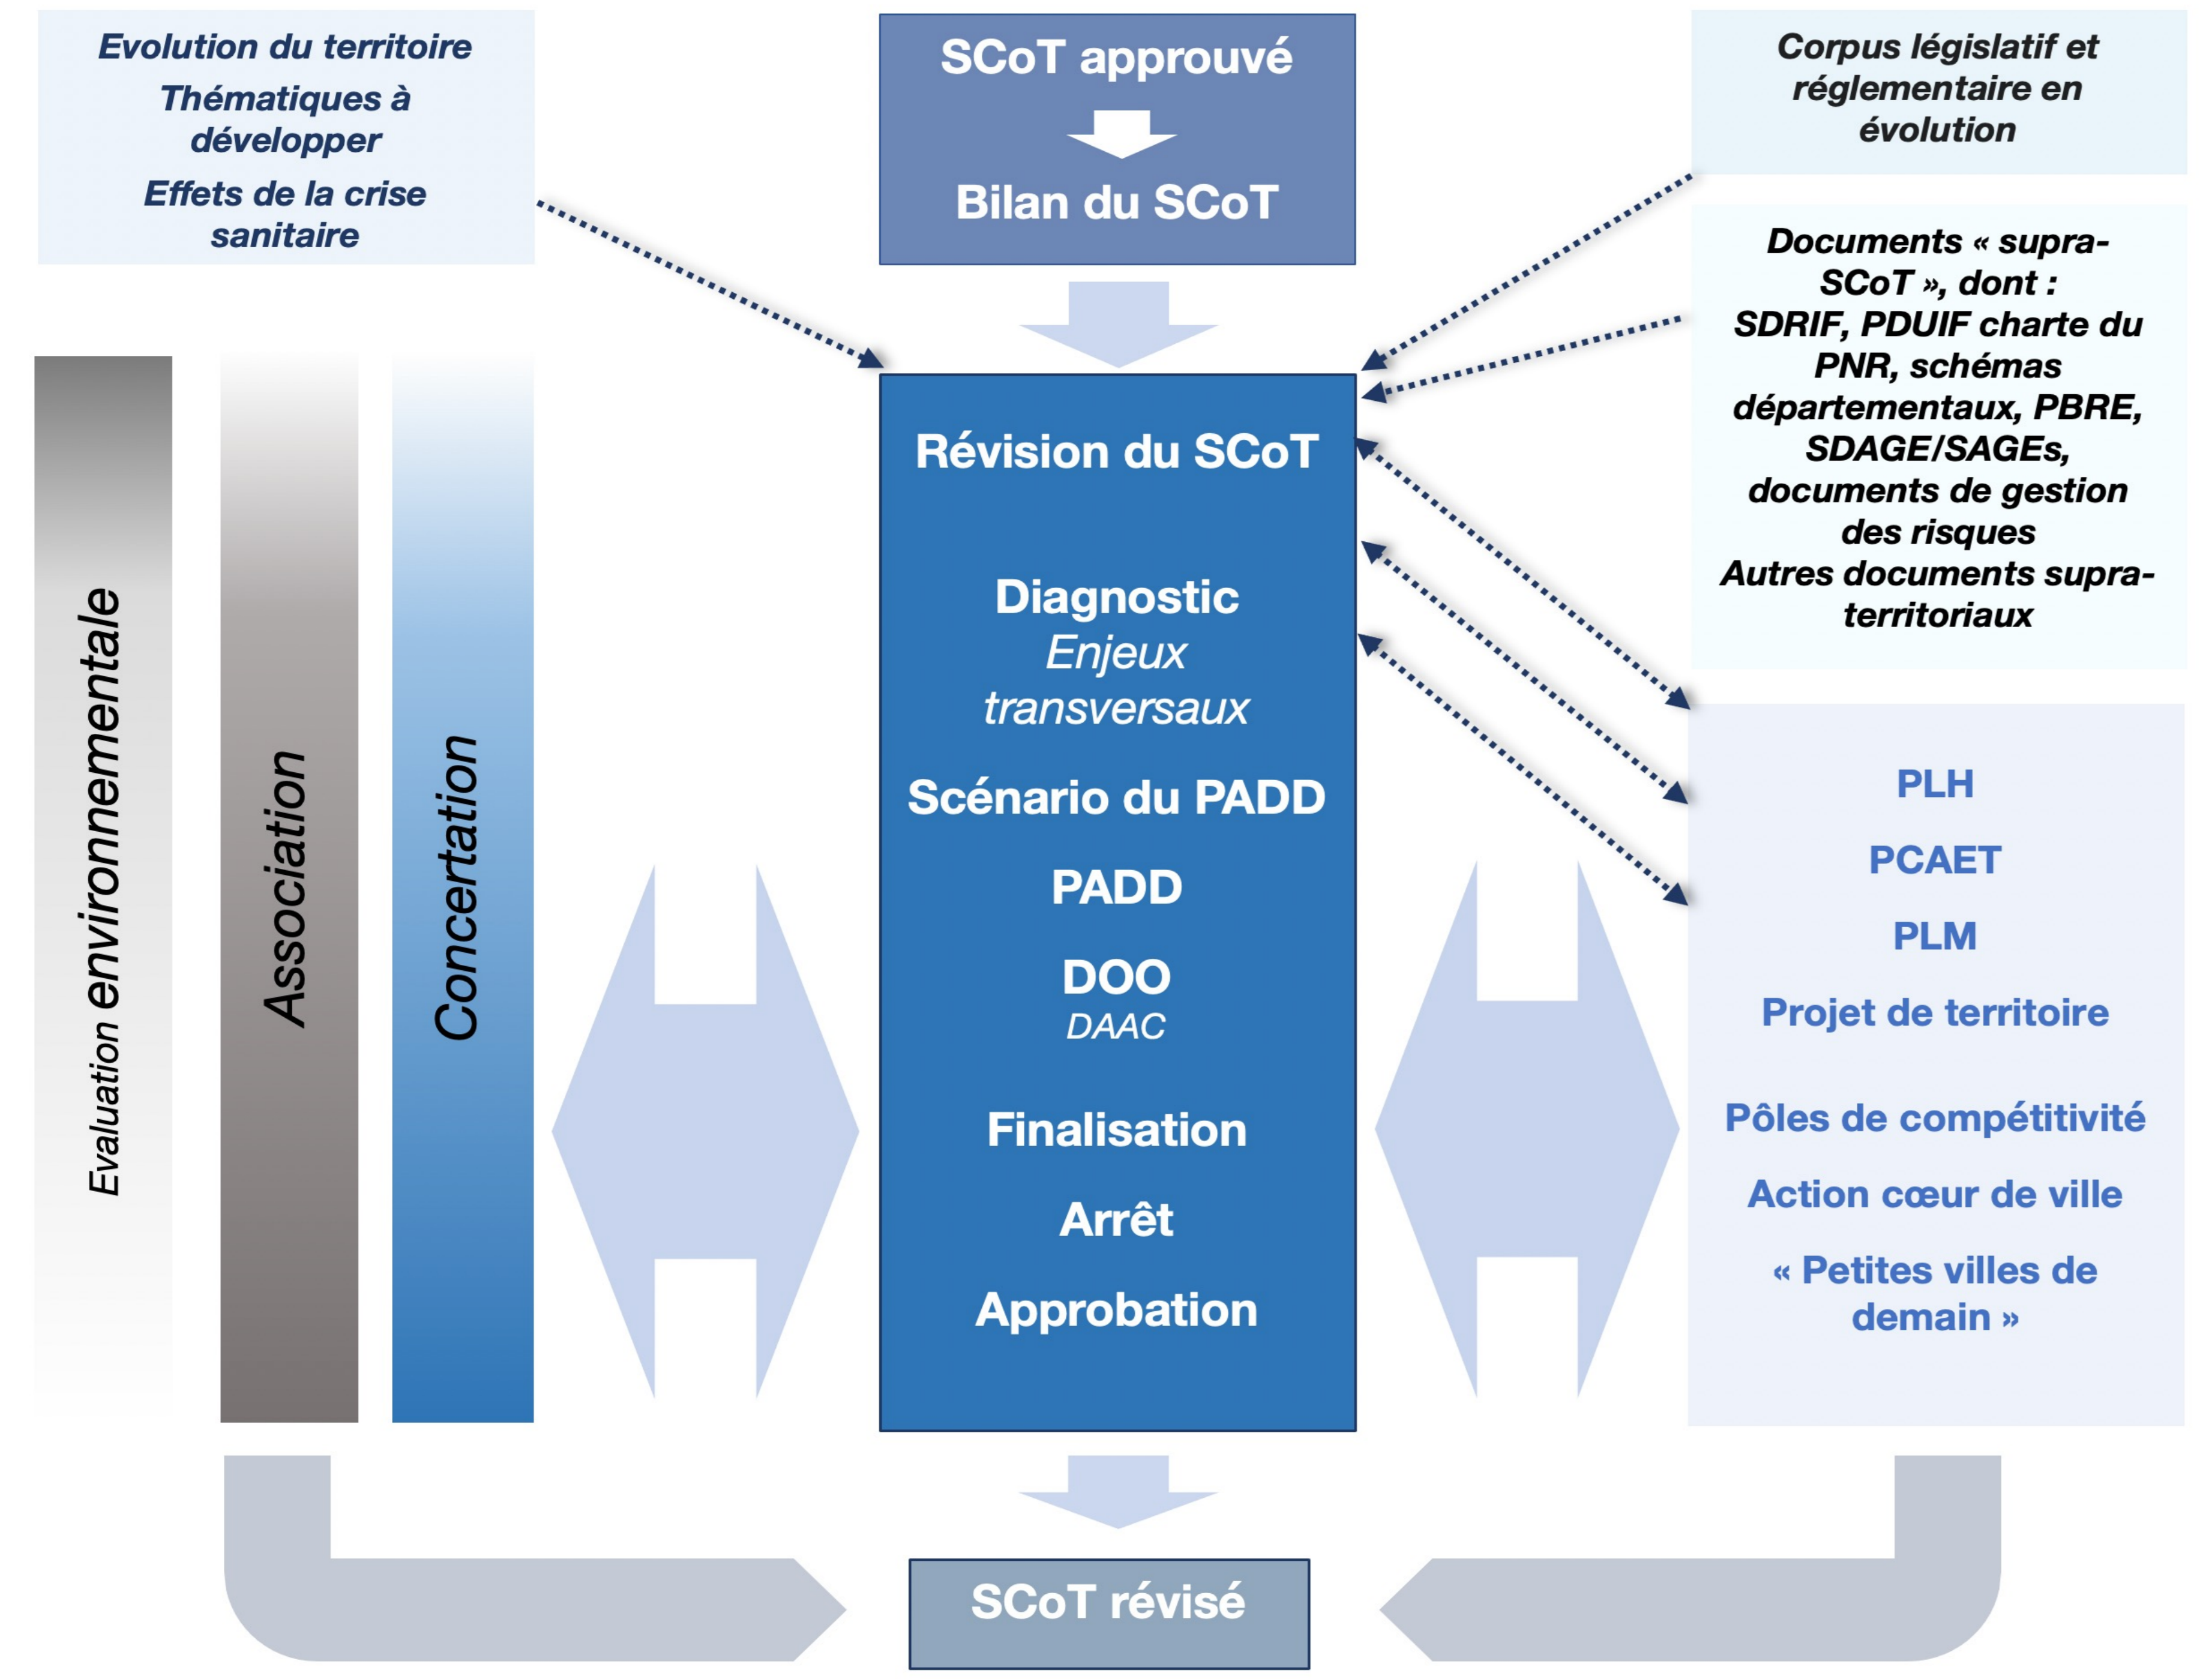 Evolution du territoire
Thématiques à
développer
Effets de la crise
sanitaire
SCoT approuvé
Bilan du SCoT
Corpus législatif et
réglementaire en
évolution
Documents « supra-
SCoT », dont :
SDRIF, PDUIF charte du
PNR, schémas
départementaux, PBRE,
SDAGE/SAGEs,
documents de gestion
des risques
Autres documents supra-
territoriaux
Evaluation environnementale
Association
Concertation
Révision du SCoT
Diagnostic
Enjeux
transversaux
Scénario du PADD
PADD
DOO
DAAC
Finalisation
Arrêt
Approbation
PLH
PCAET
PLM
Projet de territoire
Pôles de compétitivité
Action cœur de ville
« Petites villes de
demain »
SCoT révisé